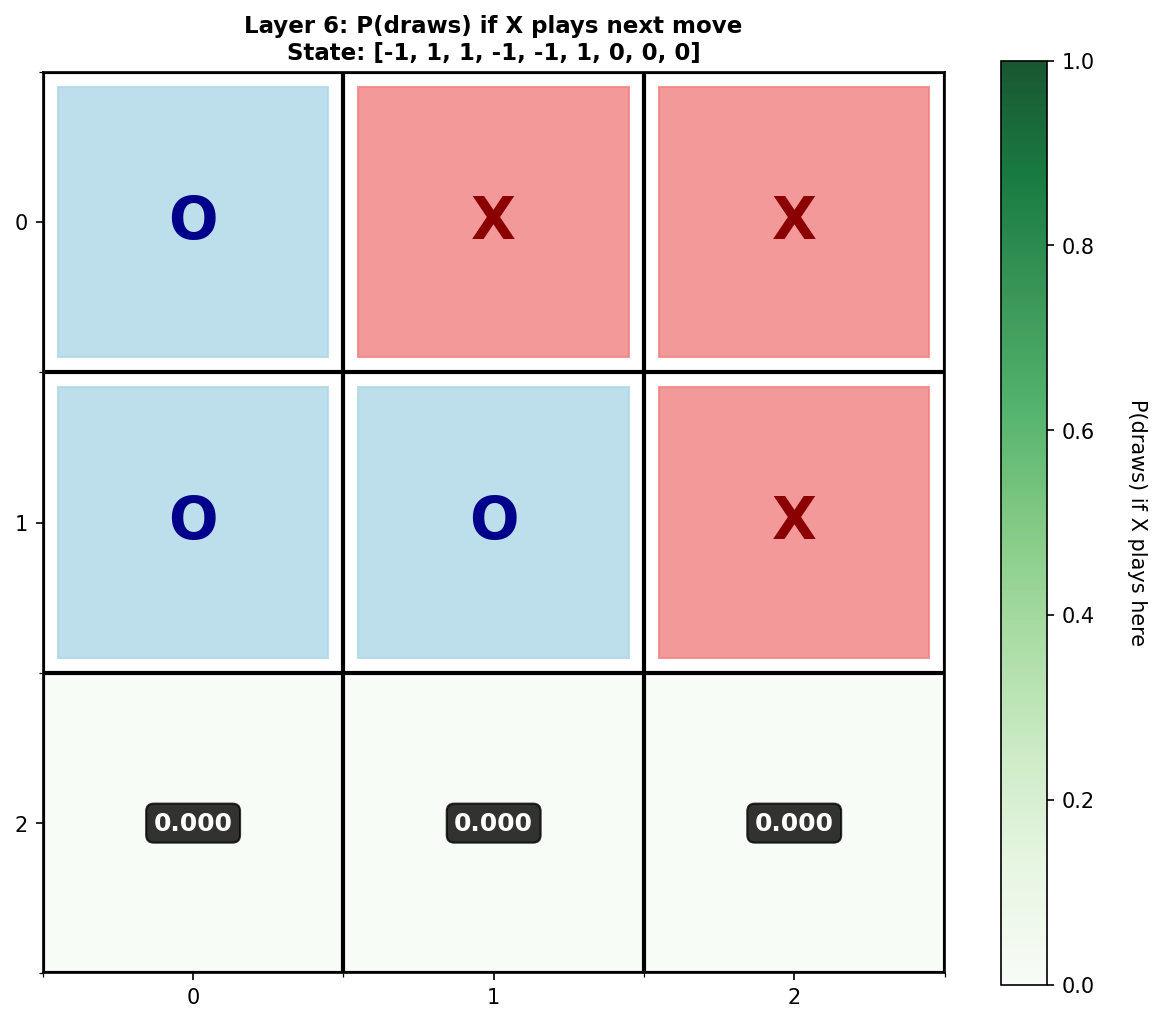 Layer 6: P(draws) if X plays next move
State: [-1, 1, 1, -1, -1, 1, 0, 0, 0]
0
O
X
X
1
O
O
X
2
0.000
0.000
0.000
0
1
2
1.0
0.8
0.6
0.4
0.2
0.0
P(draws) if X plays here